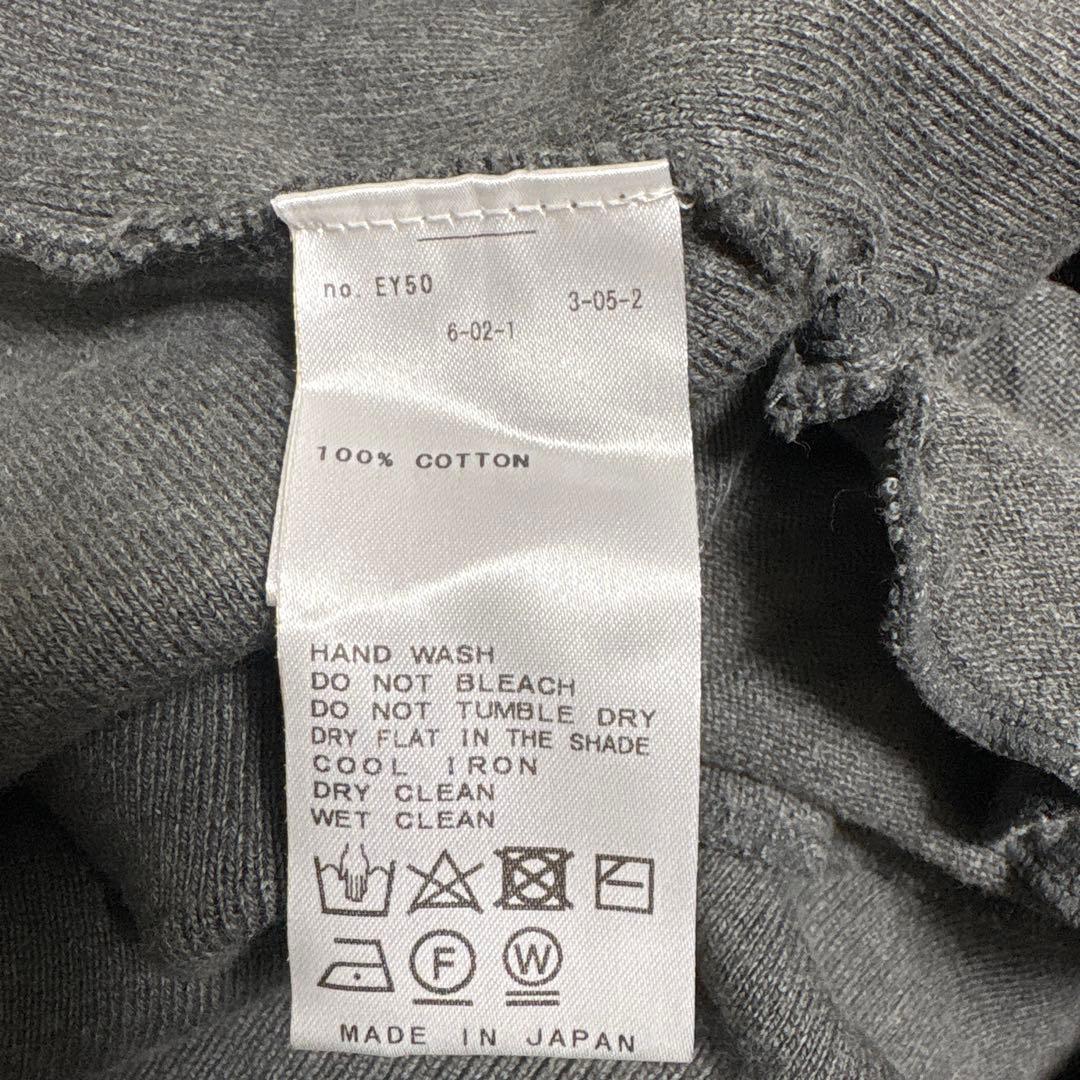 no. EY50
3-05-2
6-02-1
100% COTTON
HAND WASH
DO NOT BLEACH
DO NOT TUMBLE DRY
DRY FLAT IN THE SHADE
COOL IRON
DRY CLEAN
WET CLEAN
F W
MADE IN JAPAN